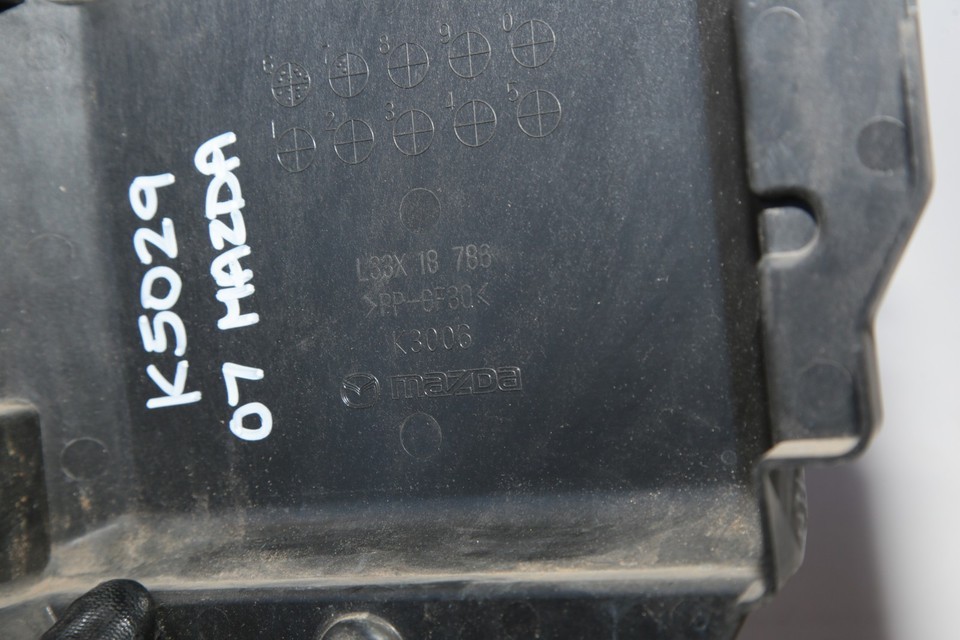 6 7 8 9 0
1 2 3 4 5
L33X 18 786
>PP-GF30<
K3006
mazda
K5029
07 MAZDA